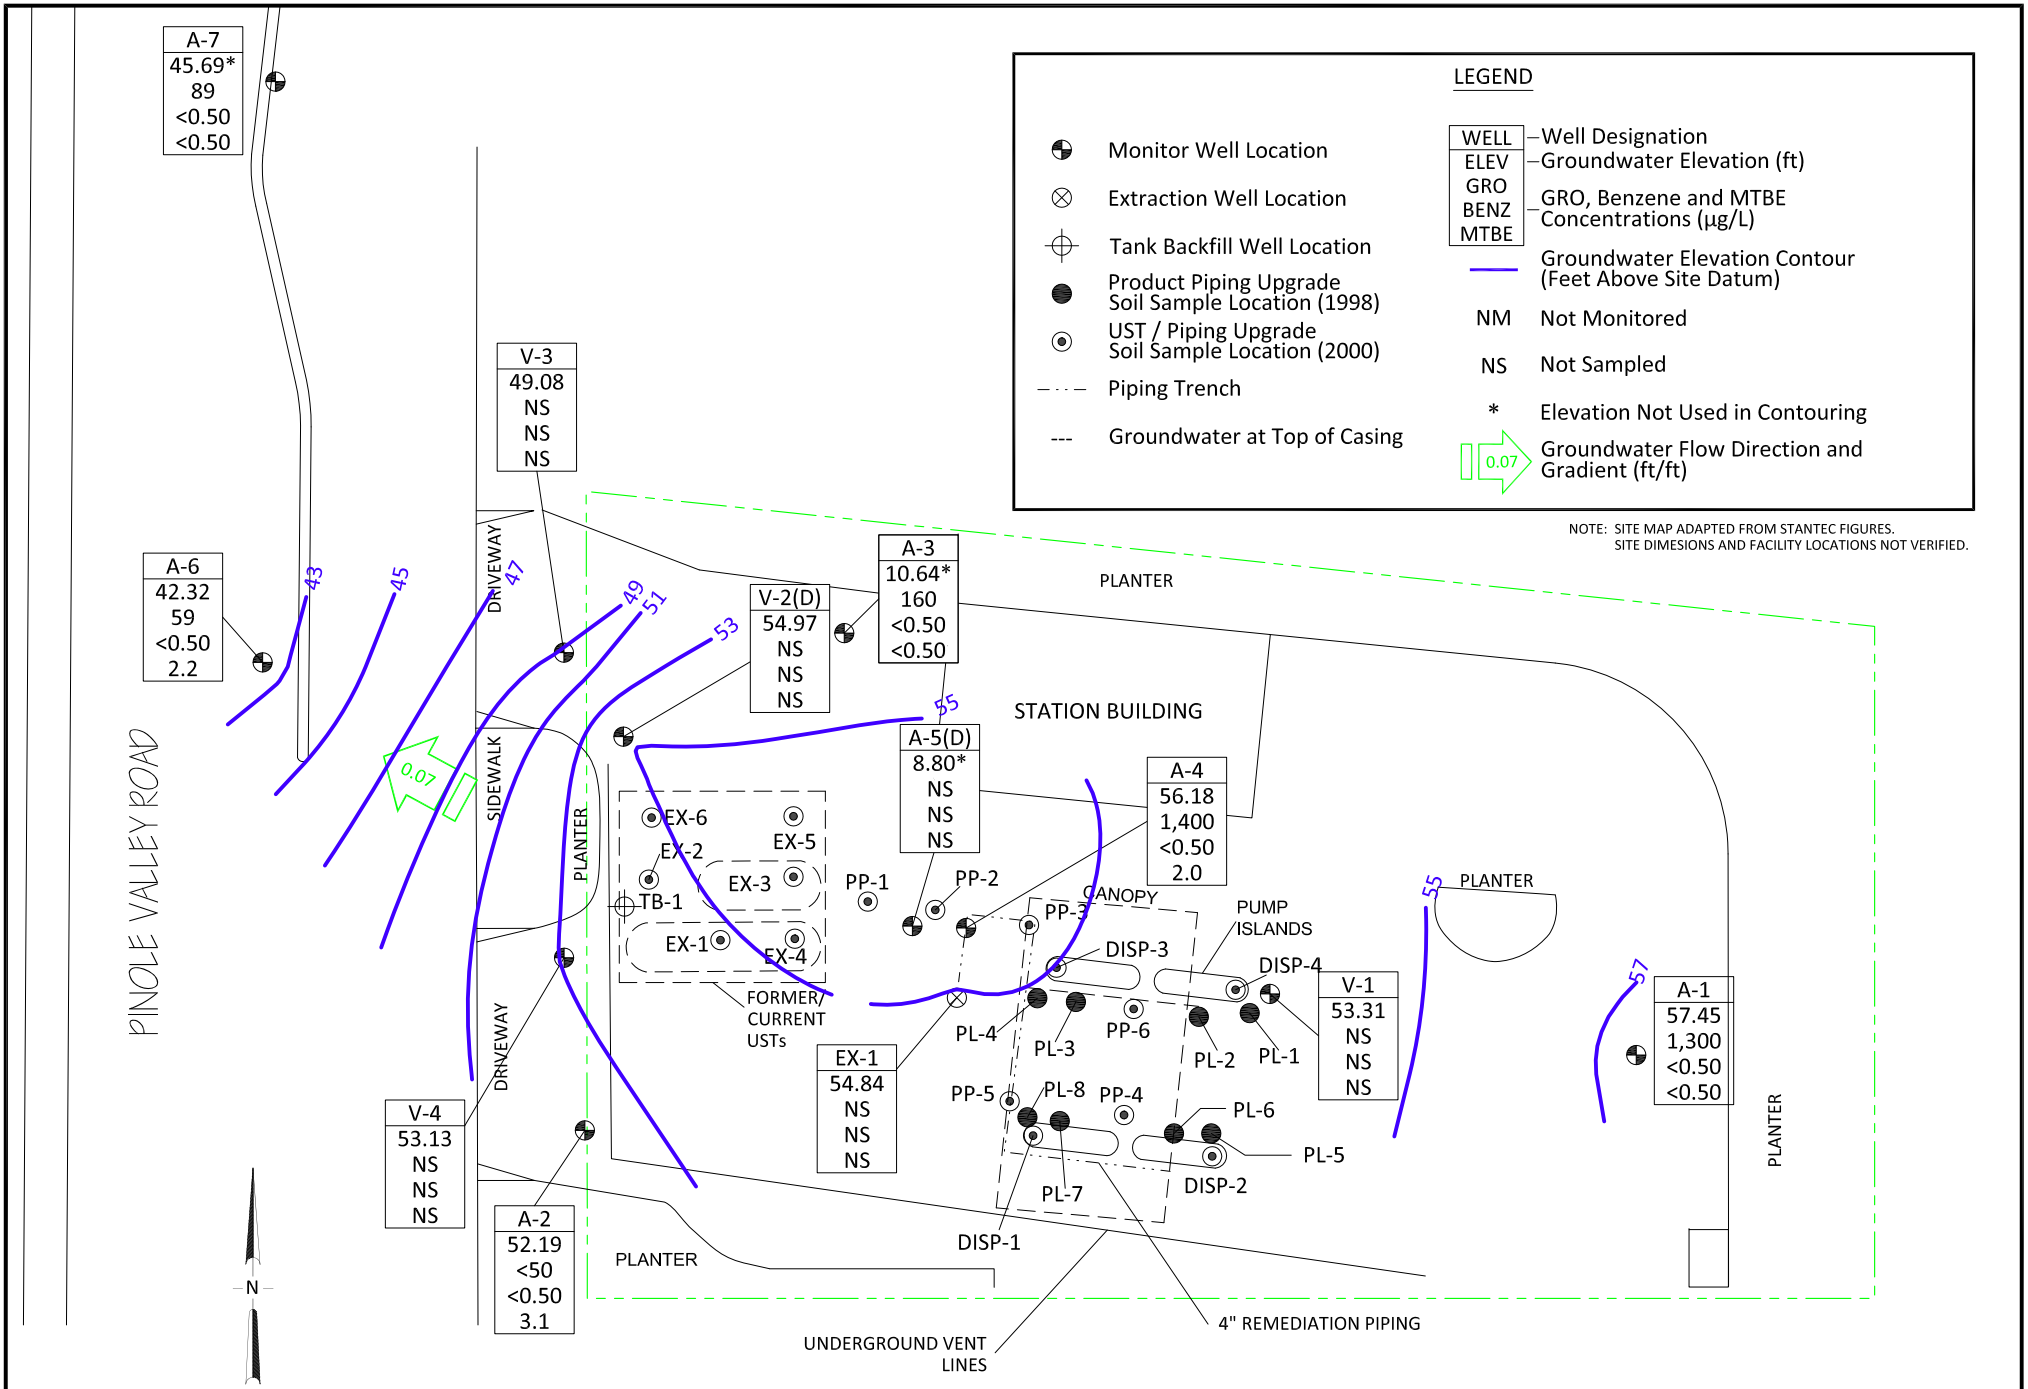 A-7
45.69*
89
<0.50
<0.50
LEGEND
Monitor Well Location
Extraction Well Location
Tank Backfill Well Location
Product Piping Upgrade
Soil Sample Location (1998)
UST / Piping Upgrade
Soil Sample Location (2000)
Piping Trench
--- Groundwater at Top of Casing
WELL
ELEV
GRO
BENZ
MTBE
Well Designation
Groundwater Elevation (ft)
GRO, Benzene and MTBE
Concentrations (µg/L)
Groundwater Elevation Contour
(Feet Above Site Datum)
NM Not Monitored
NS Not Sampled
* Elevation Not Used in Contouring
0.07
Groundwater Flow Direction and
Gradient (ft/ft)
NOTE: SITE MAP ADAPTED FROM STANTEC FIGURES.
SITE DIMESIONS AND FACILITY LOCATIONS NOT VERIFIED.
V-3
49.08
NS
NS
NS
A-6
42.32
59
<0.50
2.2
43
45
47
49
51
53
DRIVEWAY
V-2(D)
54.97
NS
NS
NS
A-3
10.64*
160
<0.50
<0.50
PLANTER
55
STATION BUILDING
A-5(D)
8.80*
NS
NS
NS
A-4
56.18
1,400
<0.50
2.0
PINOLE VALLEY ROAD
0.07
SIDEWALK
PLANTER
EX-6
EX-5
EX-2
EX-3
TB-1
EX-1
EX-4
FORMER/
CURRENT
USTs
PP-1
PP-2
PP-3
CANOPY
PUMP
ISLANDS
DISP-3
DISP-4
55
PLANTER
57
A-1
57.45
1,300
<0.50
<0.50
V-1
53.31
NS
NS
NS
PL-4
PL-3
PP-6
PL-2
PL-1
EX-1
54.84
NS
NS
NS
PP-5
PL-8
PP-4
PL-6
PL-5
PL-7
DISP-2
DISP-1
DRIVEWAY
V-4
53.13
NS
NS
NS
A-2
52.19
<50
<0.50
3.1
PLANTER
PLANTER
N
UNDERGROUND VENT
LINES
4" REMEDIATION PIPING